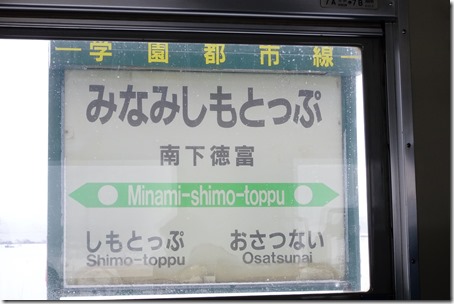 学園都市線
みなみしもとっぷ
南下徳富
Minami-shimo-toppu
しもとっぷ おさつない
Shimo-toppu Osatsunai